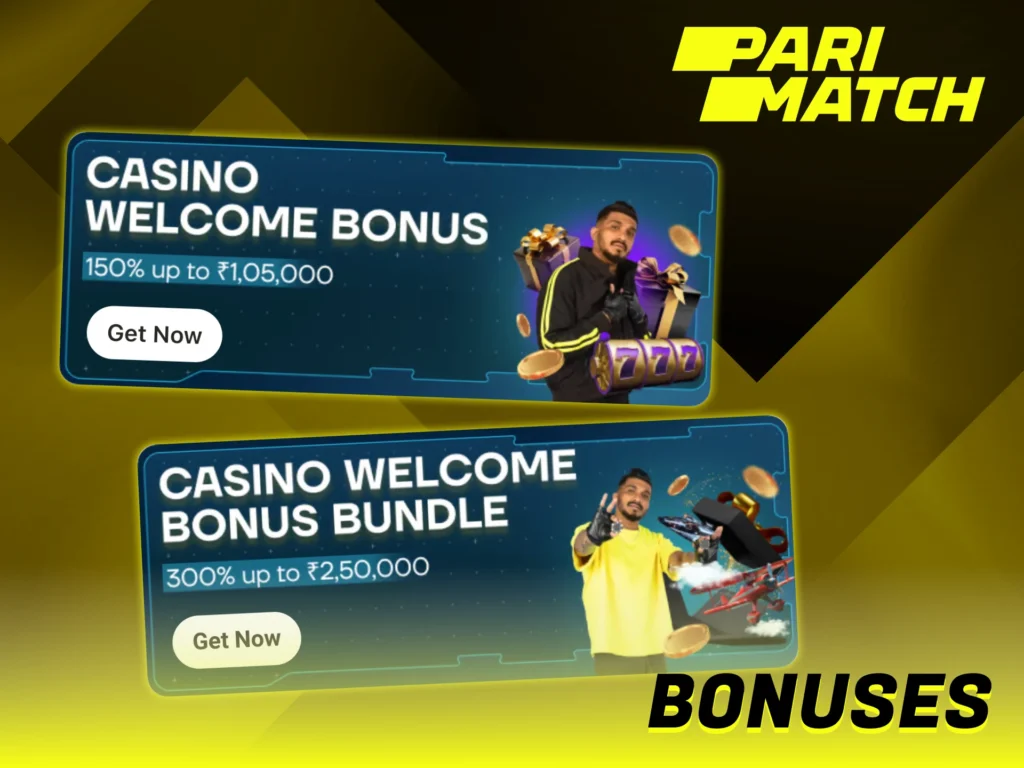 PARI
MATCH
CASINO
WELCOME BONUS
150% up to ₹1,05,000
Get Now
777
CASINO WELCOME
BONUS BUNDLE
300% up to ₹2,50,000
Get Now
BONUSES